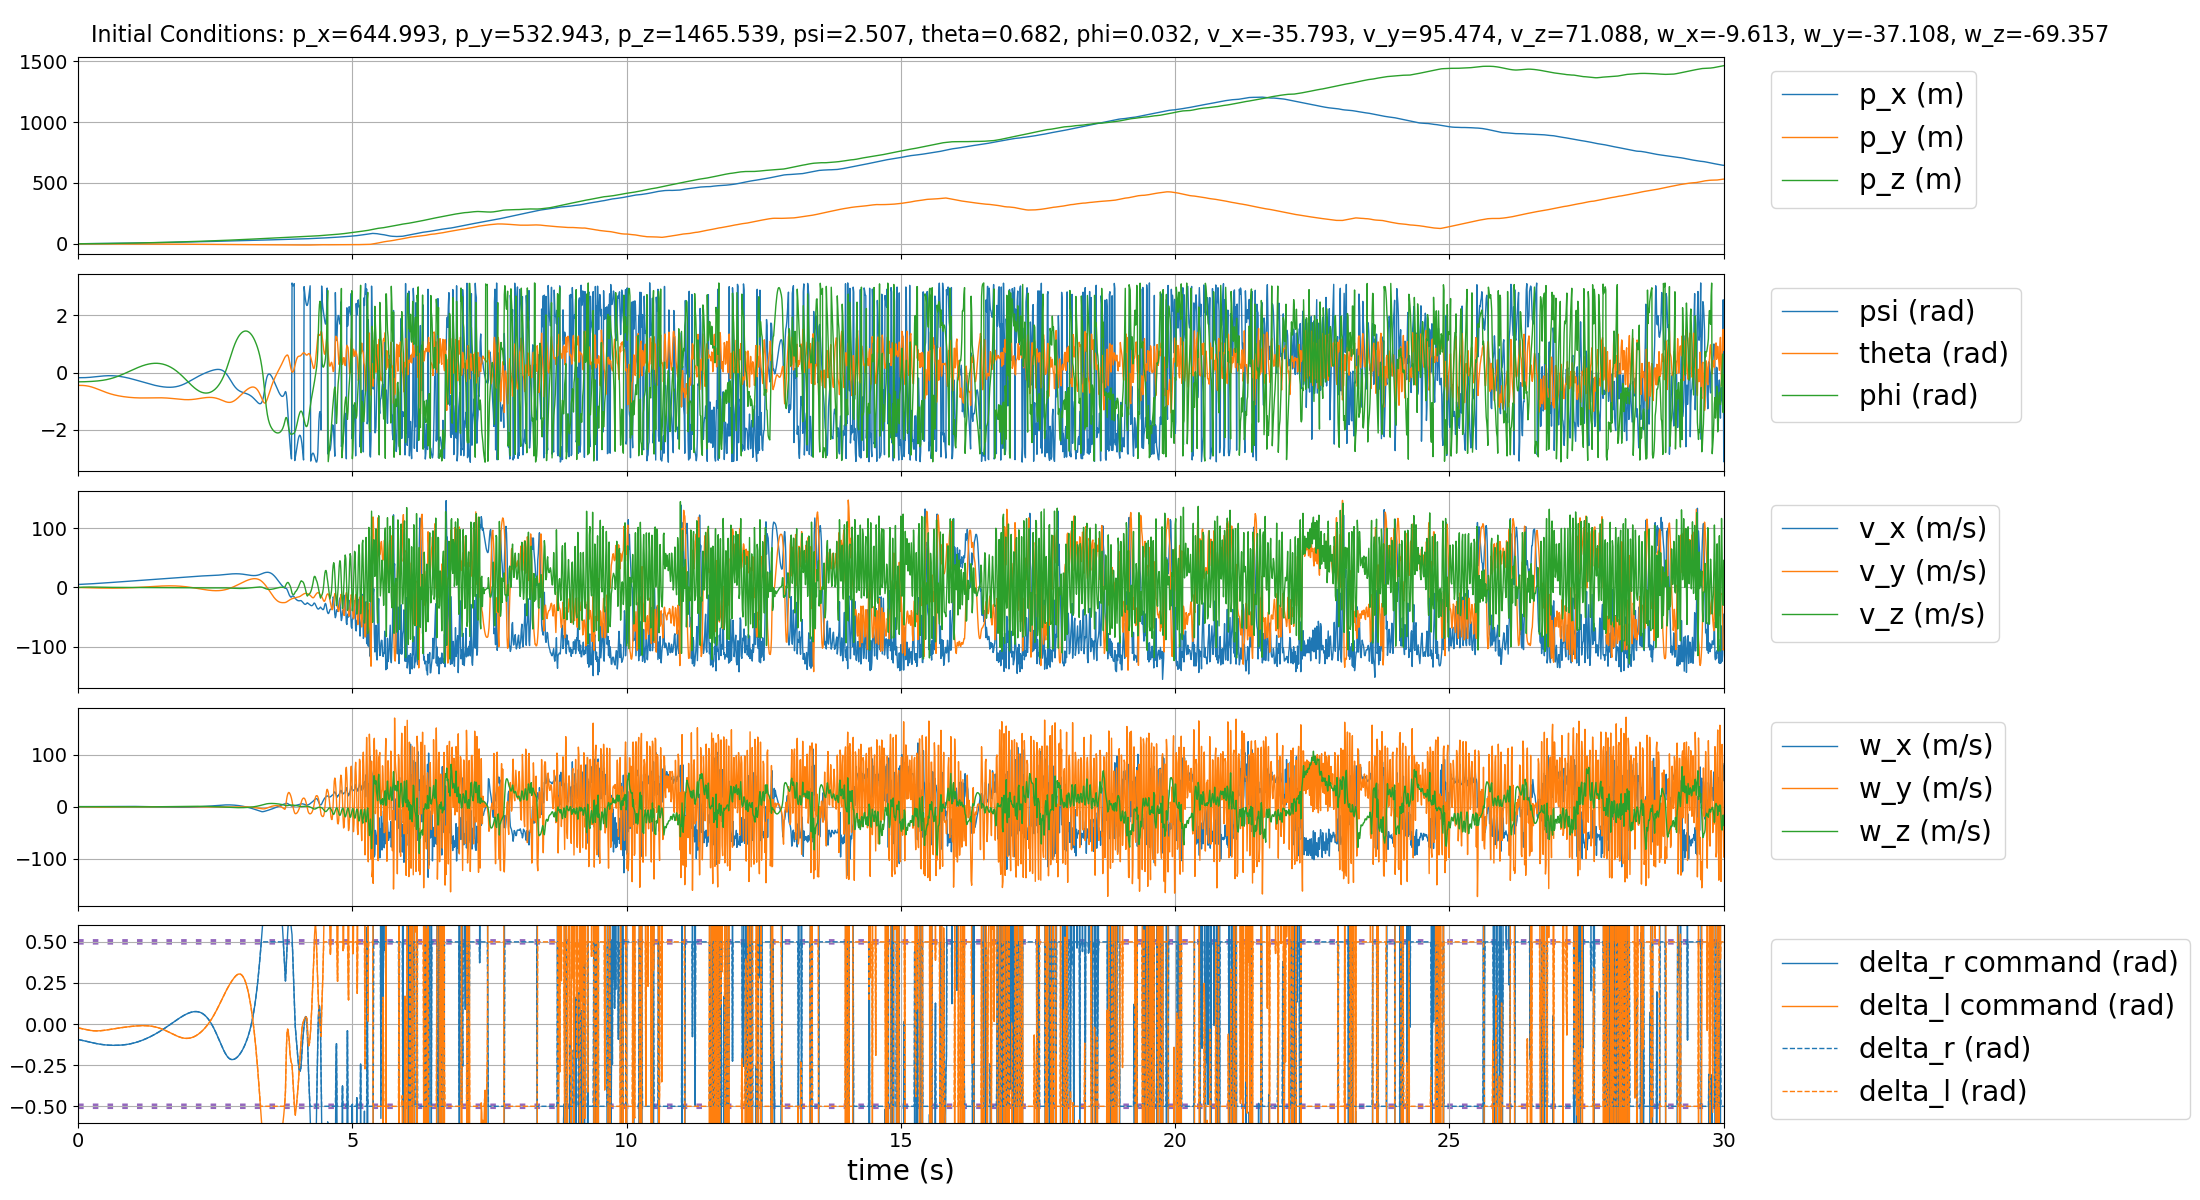 Initial Conditions: p_x=644.993, p_y=532.943, p_z=1465.539, psi=2.507, theta=0.682, phi=0.032, v_x=-35.793, v_y=95.474, v_z=71.088, w_x=-9.613, w_y=-37.108, w_z=-69.357
1500
1000
500
0
p_x (m)
p_y (m)
p_z (m)
2
0
−2
psi (rad)
theta (rad)
phi (rad)
100
0
−100
v_x (m/s)
v_y (m/s)
v_z (m/s)
100
0
−100
w_x (m/s)
w_y (m/s)
w_z (m/s)
0.50
0.25
0.00
−0.25
−0.50
delta_r command (rad)
delta_l command (rad)
delta_r (rad)
delta_l (rad)
0 5 10 15 20 25 30
time (s)